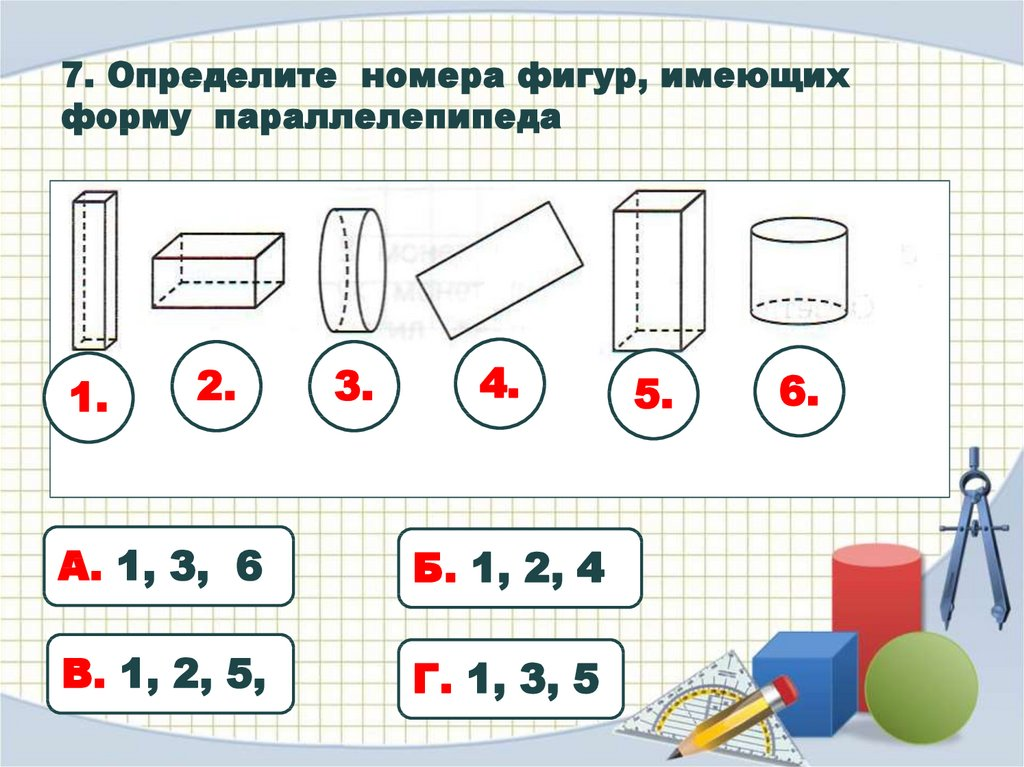 7. Определите номера фигур, имеющих
форму параллелепипеда
1.
2.
3.
4.
5.
6.
А. 1, 3, 6
Б. 1, 2, 4
В. 1, 2, 5,
Г. 1, 3, 5